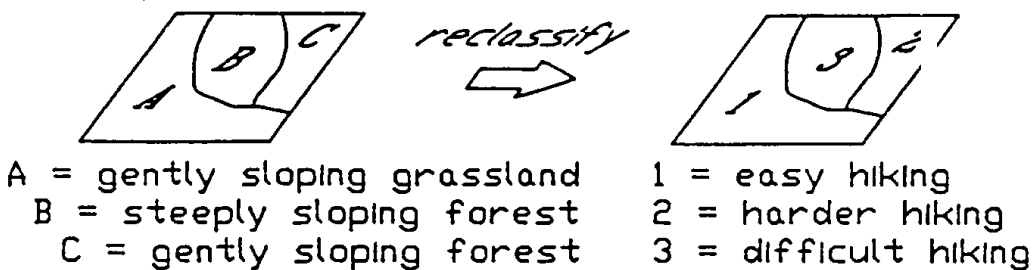 A B C reclassify 1 3 2
A = gently sloping grassland 1 = easy hiking
B = steeply sloping forest 2 = harder hiking
C = gently sloping forest 3 = difficult hiking